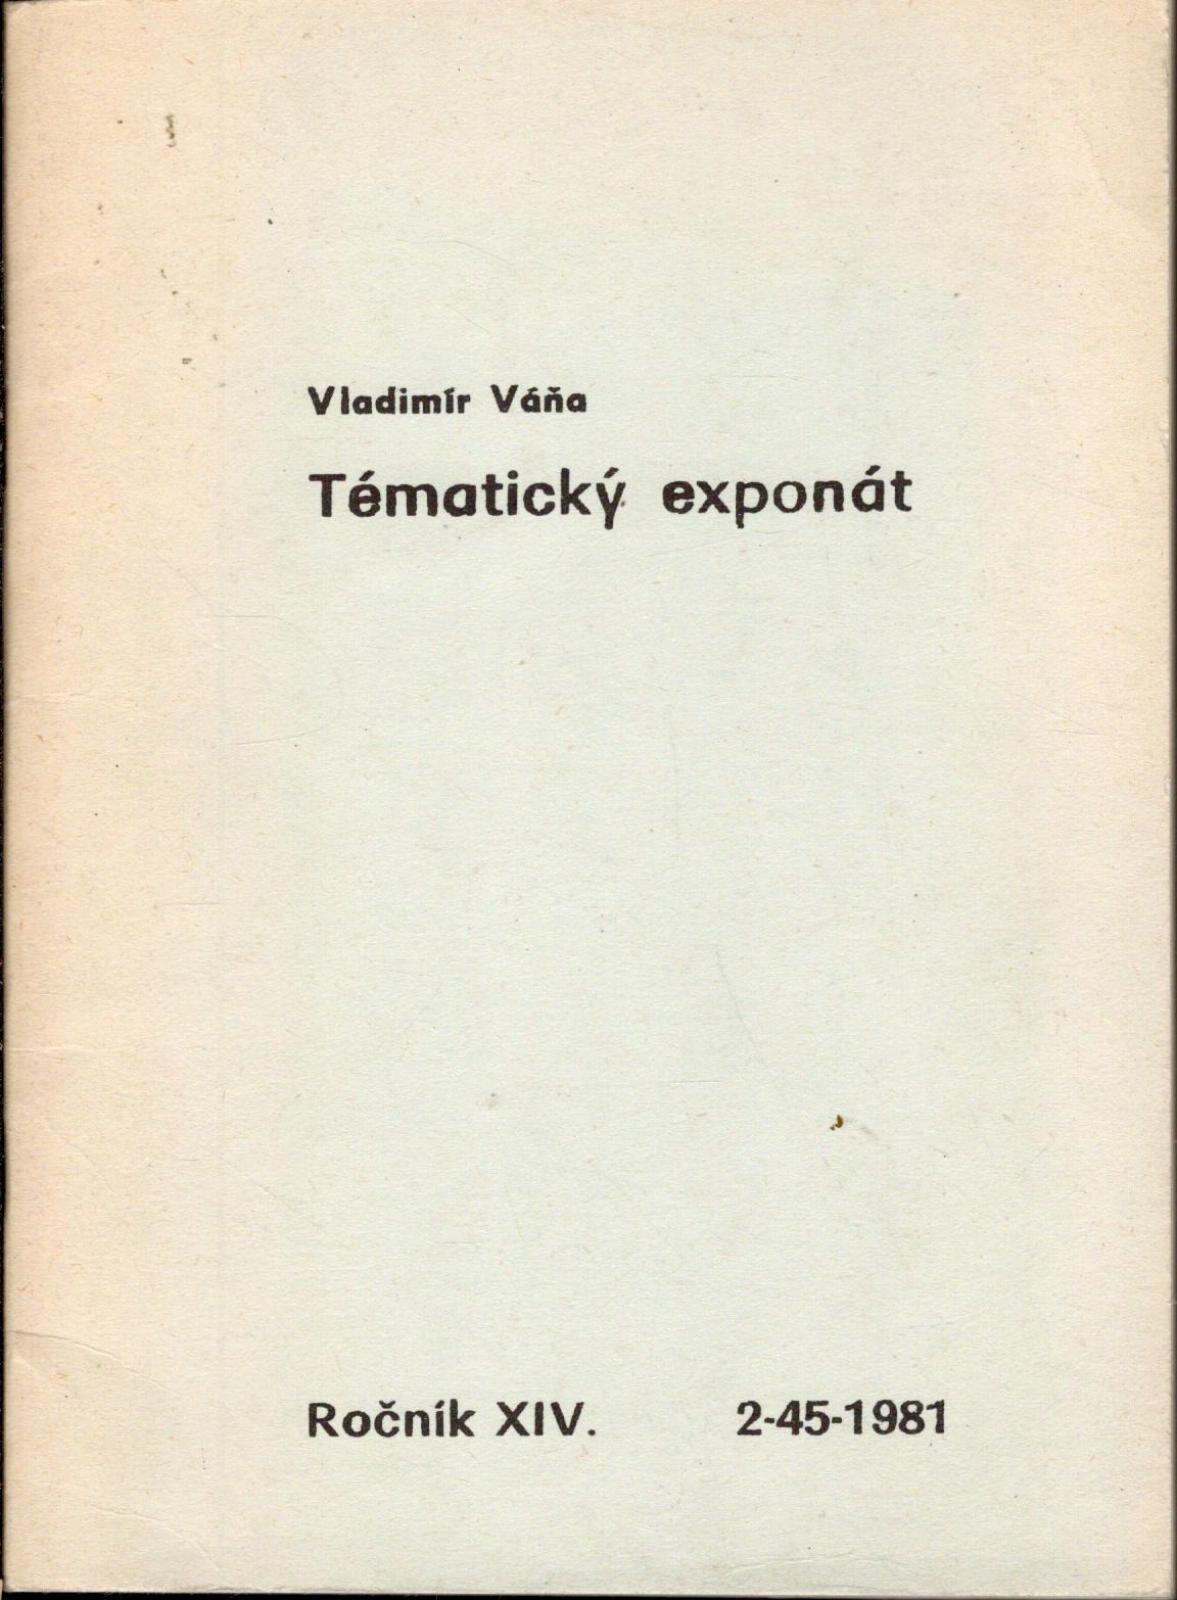 Vladimír Váňa
Tématický exponát
Ročník XIV. 2-45-1981